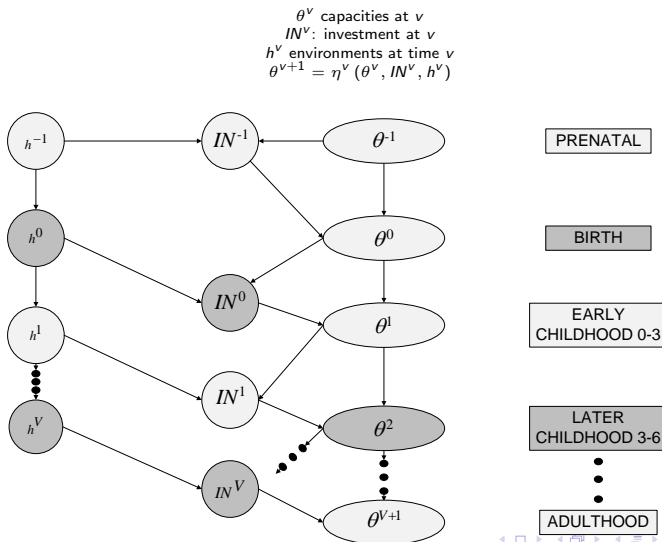 θ^v capacities at v
IN^v: investment at v
h^v environments at time v
θ^{v+1} = η^v (θ^v, IN^v, h^v)
h^{-1} IN^{-1} θ^{-1} PRENATAL
h^0 θ^0 BIRTH
IN^0
h^1 θ^1 EARLY
CHILDHOOD 0-3
IN^1
h^V θ^2 LATER
CHILDHOOD 3-6
IN^V
θ^{V+1} ADULTHOOD